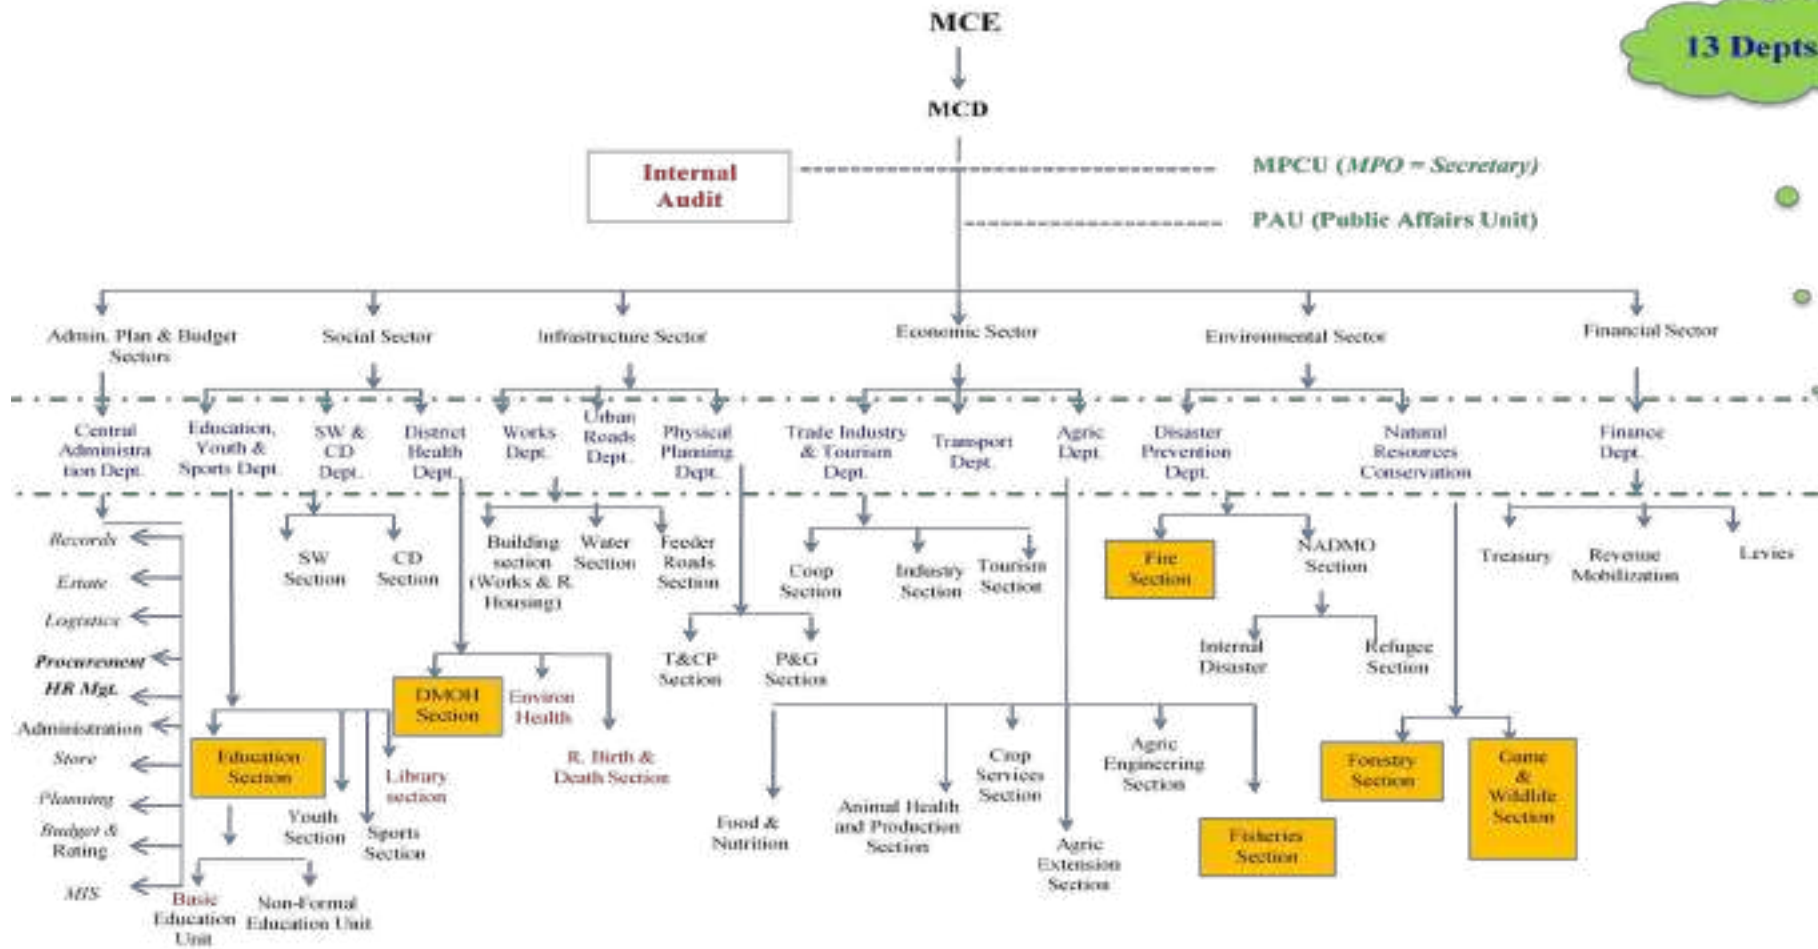 MCE
13 Depts
MCD
Internal
Audit
MPCU (MPO = Secretary)
PAU (Public Affairs Unit)
Admin. Plan & Budget
Sectors
Social Sector
Infrastructure Sector
Economic Sector
Environmental Sector
Financial Sector
Central
Administra
tion Dept.
Education,
Youth &
Sports Dept.
SW &
CD
Dept.
District
Health
Dept.
Works
Dept.
Urban
Roads
Dept.
Physical
Planning
Dept.
Trade Industry
& Tourism
Dept.
Transport
Dept.
Agric
Dept.
Disaster
Prevention
Dept.
Natural
Resources
Conservation
Finance
Dept.
Records
Estate
Logistics
Procurement
HR Mgt.
Administration
Store
Planning
Budget &
Rating
MIS
SW
Section
CD
Section
Building
section
(Works & R.
Housing)
Water
Section
Feeder
Roads
Section
Coop
Section
Industry
Section
Tourism
Section
Fire
Section
NADMO
Section
Treasury
Revenue
Mobilization
Levies
Internal
Disaster
Refugee
Section
T&CP
Section
P&G
Section
DMOH
Section
Environ
Health
R. Birth &
Death Section
Education
Section
Library
section
Youth
Section
Sports
Section
Basic
Education
Unit
Non-Formal
Education Unit
Food &
Nutrition
Animal Health
and Production
Section
Crop
Services
Section
Agric
Extension
Section
Agric
Engineering
Section
Fisheries
Section
Forestry
Section
Game
&
Wildlife
Section